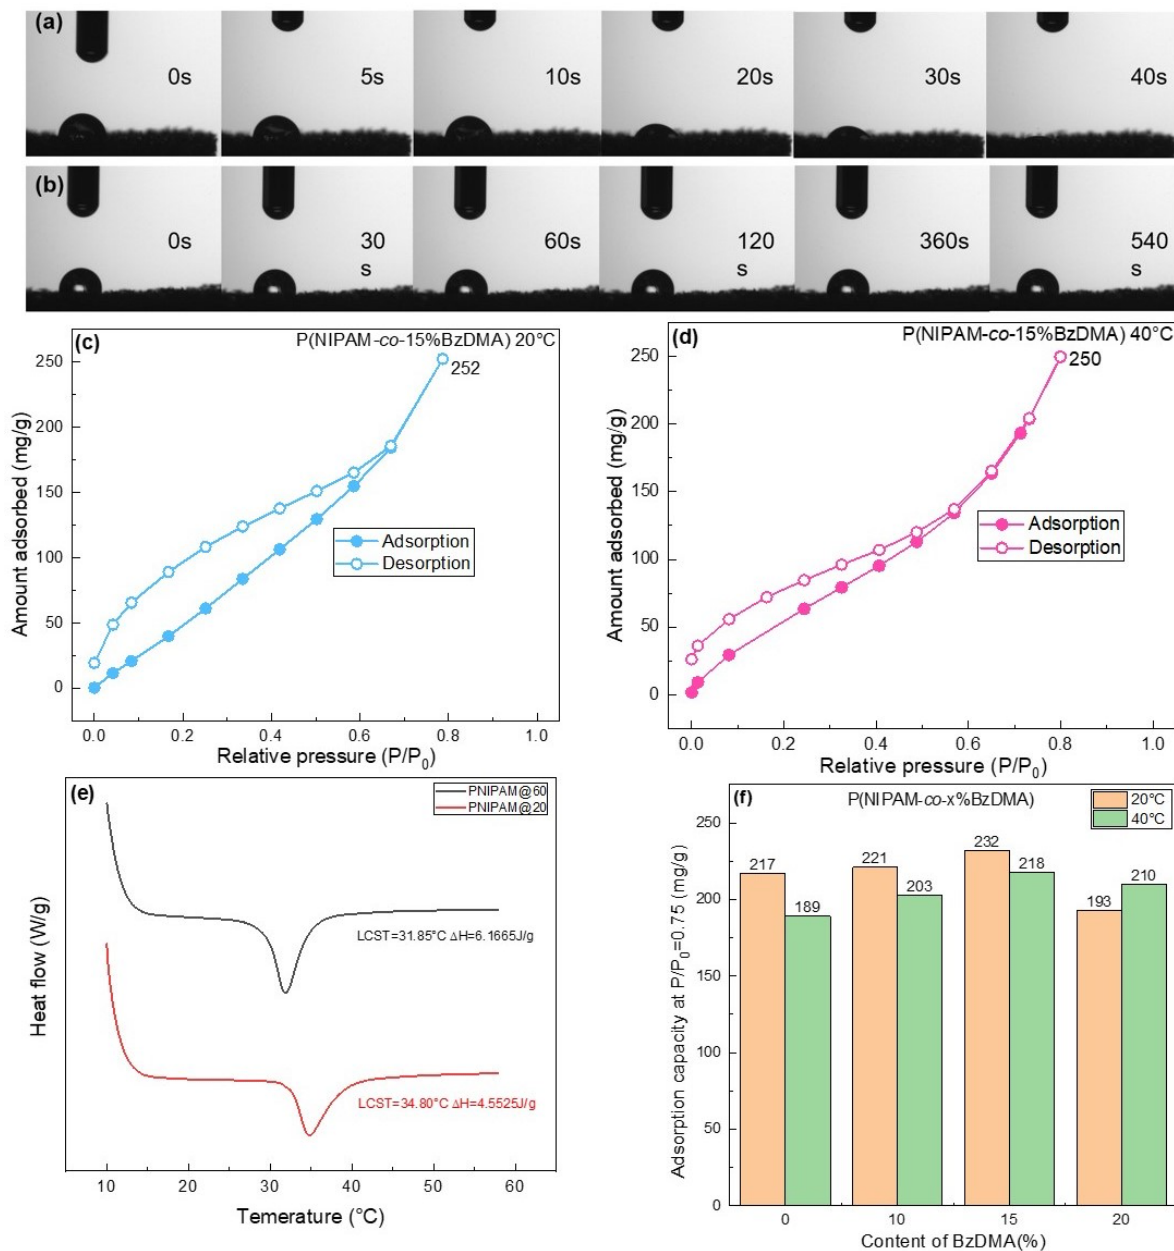 (a)
0s
5s
10s
20s
30s
40s
(b)
0s
30
s
60s
120
s
360s
540
s
(c)
P(NIPAM-co-15%BzDMA) 20°C
252
Adsorption
Desorption
Amount adsorbed (mg/g)
250
200
150
100
50
0
0.0 0.2 0.4 0.6 0.8 1.0
Relative pressure (P/P₀)
(d)
P(NIPAM-co-15%BzDMA) 40°C
250
Adsorption
Desorption
Amount adsorbed (mg/g)
250
200
150
100
50
0
0.0 0.2 0.4 0.6 0.8 1.0
Relative pressure (P/P₀)
(e)
PNIPAM@60
PNIPAM@20
LCST=31.85°C ΔH=6.1665J/g
LCST=34.80°C ΔH=4.5525J/g
Heat flow (W/g)
10 20 30 40 50 60
Temerature (°C)
(f)
P(NIPAM-co-x%BzDMA)
20°C
40°C
217
189
221
203
232
218
193
210
Adsorption capacity at P/P₀=0.75 (mg/g)
250
200
150
100
50
0
0 10 15 20
Content of BzDMA(%)